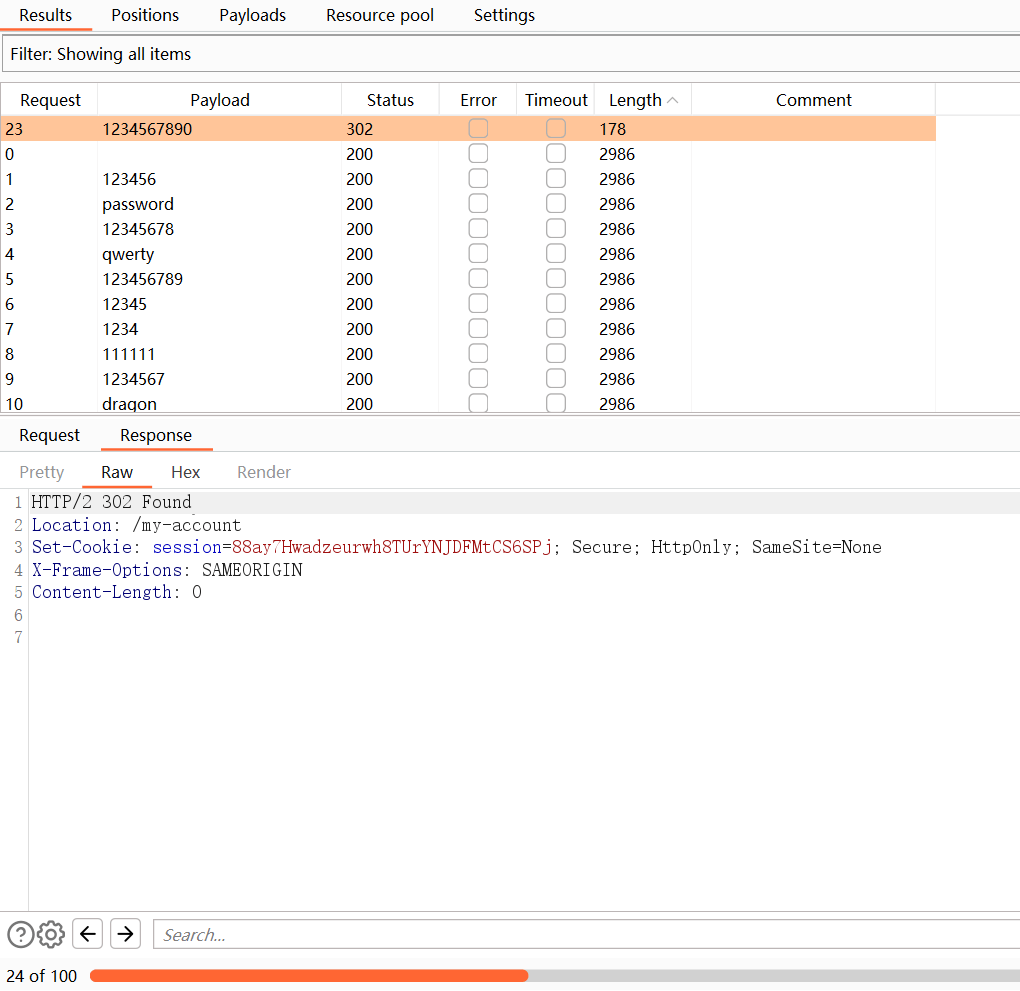 Results Positions Payloads Resource pool Settings
Filter: Showing all items
Request Payload Status Error Timeout Length Comment
23 1234567890 302 178
0 200 2986
1 123456 200 2986
2 password 200 2986
3 12345678 200 2986
4 qwerty 200 2986
5 123456789 200 2986
6 12345 200 2986
7 1234 200 2986
8 111111 200 2986
9 1234567 200 2986
10 dragon 200 2986
Request Response
Pretty Raw Hex Render
1 HTTP/2 302 Found
2 Location: /my-account
3 Set-Cookie: session=88ay7Hwadzeurwh8TUrYNJDFMtCS6SPj; Secure; HttpOnly; SameSite=None
4 X-Frame-Options: SAMEORIGIN
5 Content-Length: 0
6
7
Search...
24 of 100